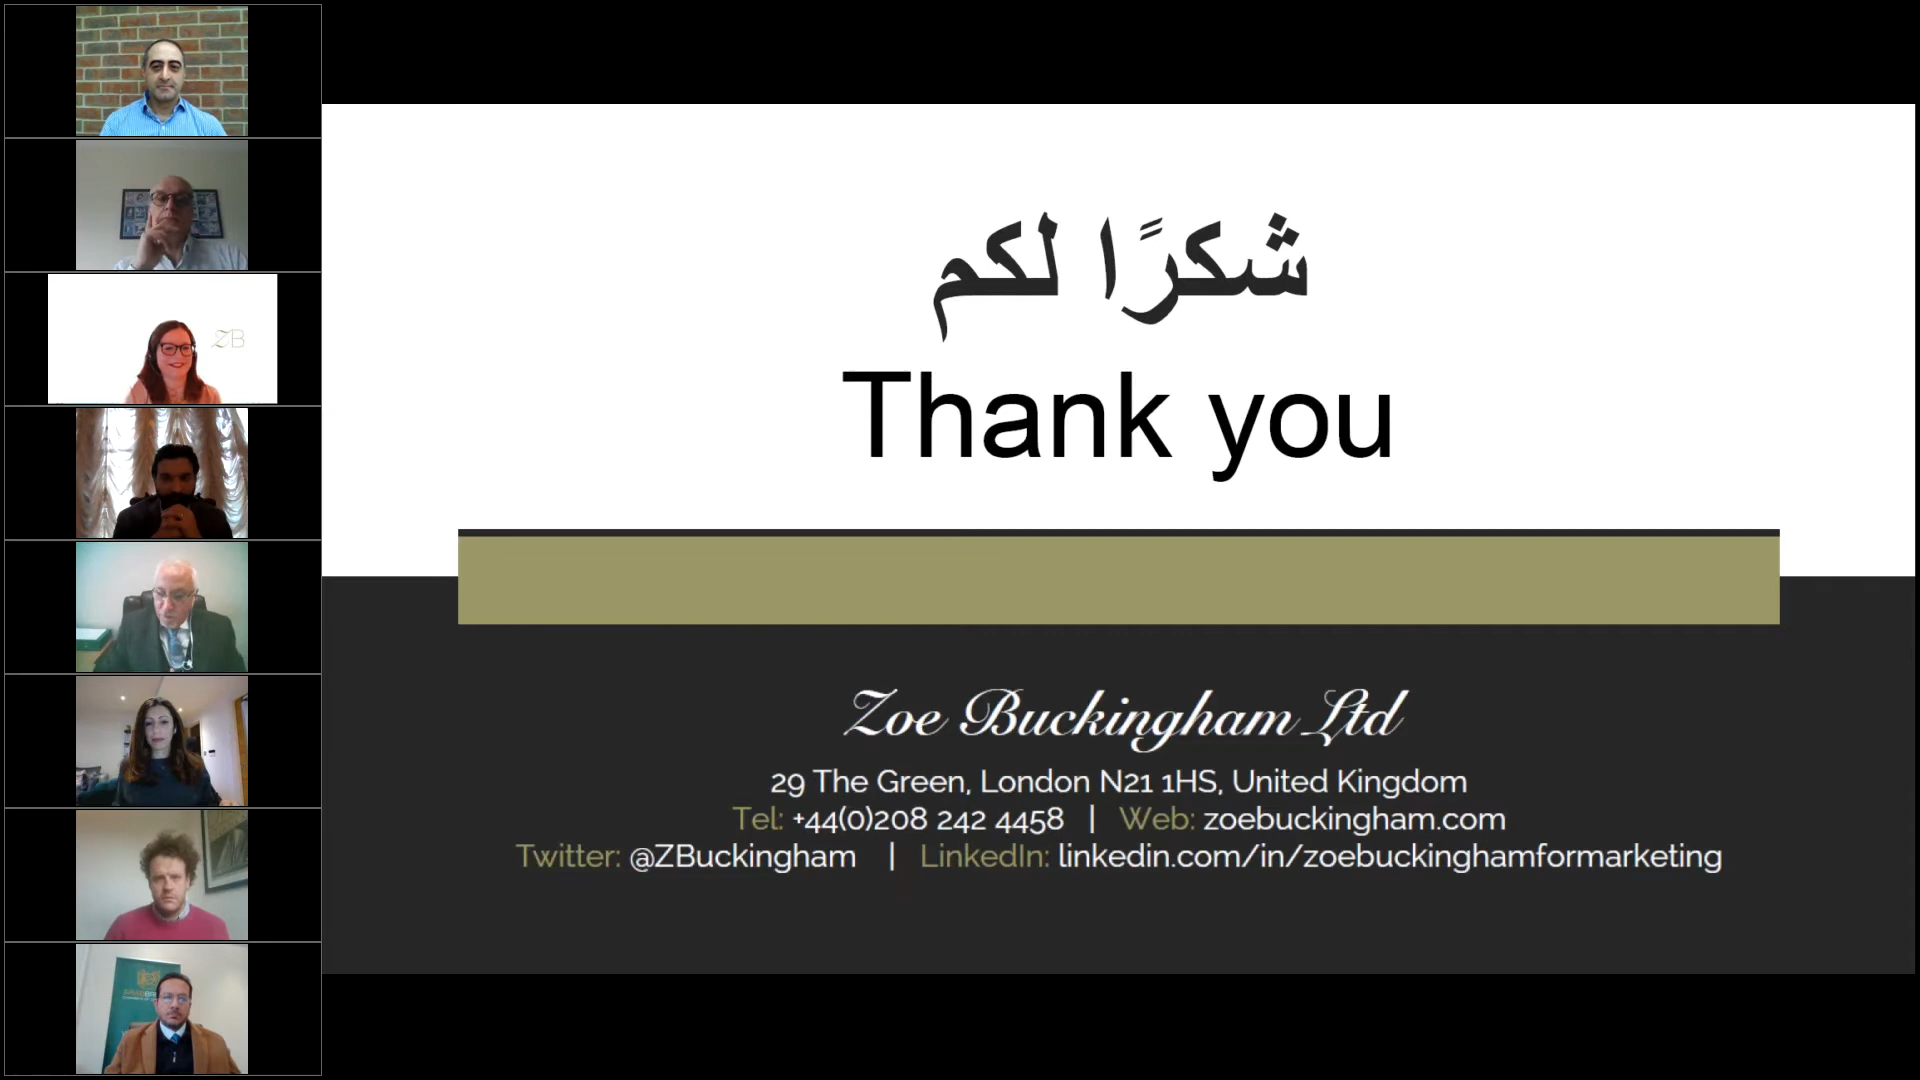 شكرًا لكم
Thank you
Zoe Buckingham Ltd
29 The Green, London N21 1HS, United Kingdom
Tel: +44(0)208 242 4458 | Web: zoebuckingham.com
Twitter: @ZBuckingham | LinkedIn: linkedin.com/in/zoebuckinghamformarketing
ZB